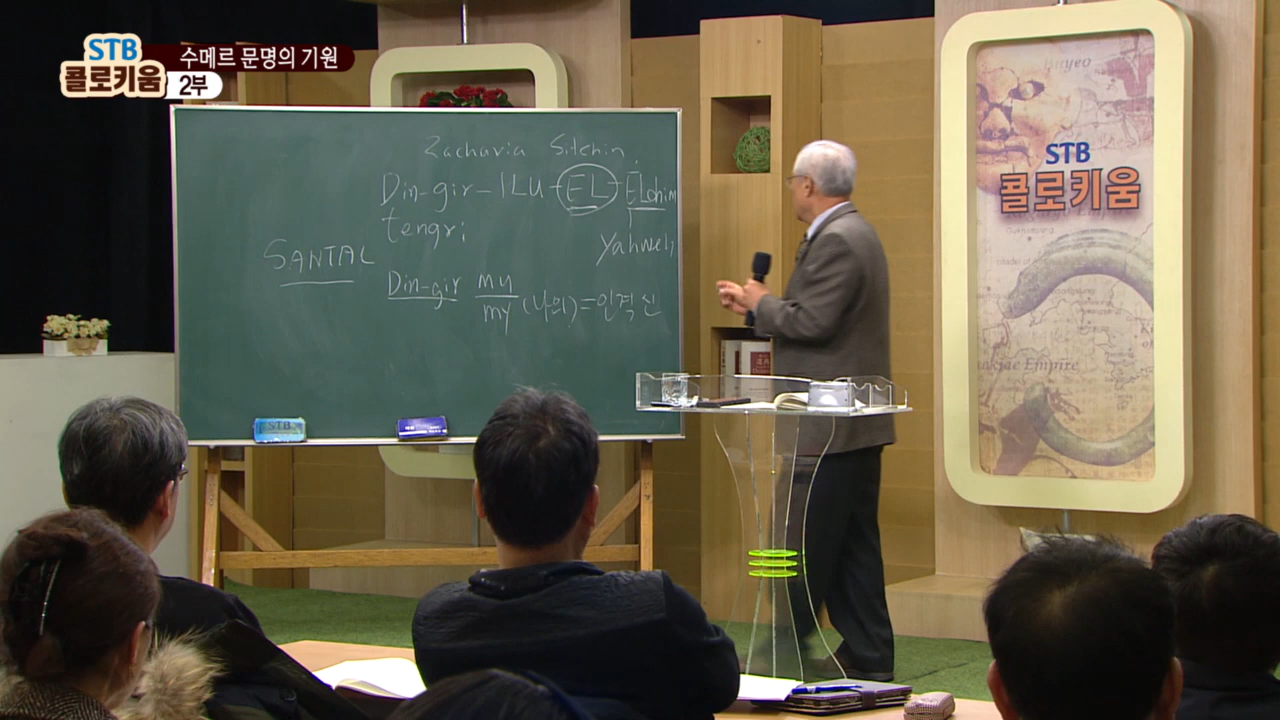 STB
콜로키움
수메르 문명의 기원
2부
Zacharia Sitchin
Din-gir-ILU-EL-Elohim
tengri
Yahweh
SANTAL
Din-gir mu
my (나의)=인격신
STB
Buyeo
STB
콜로키움
Empire